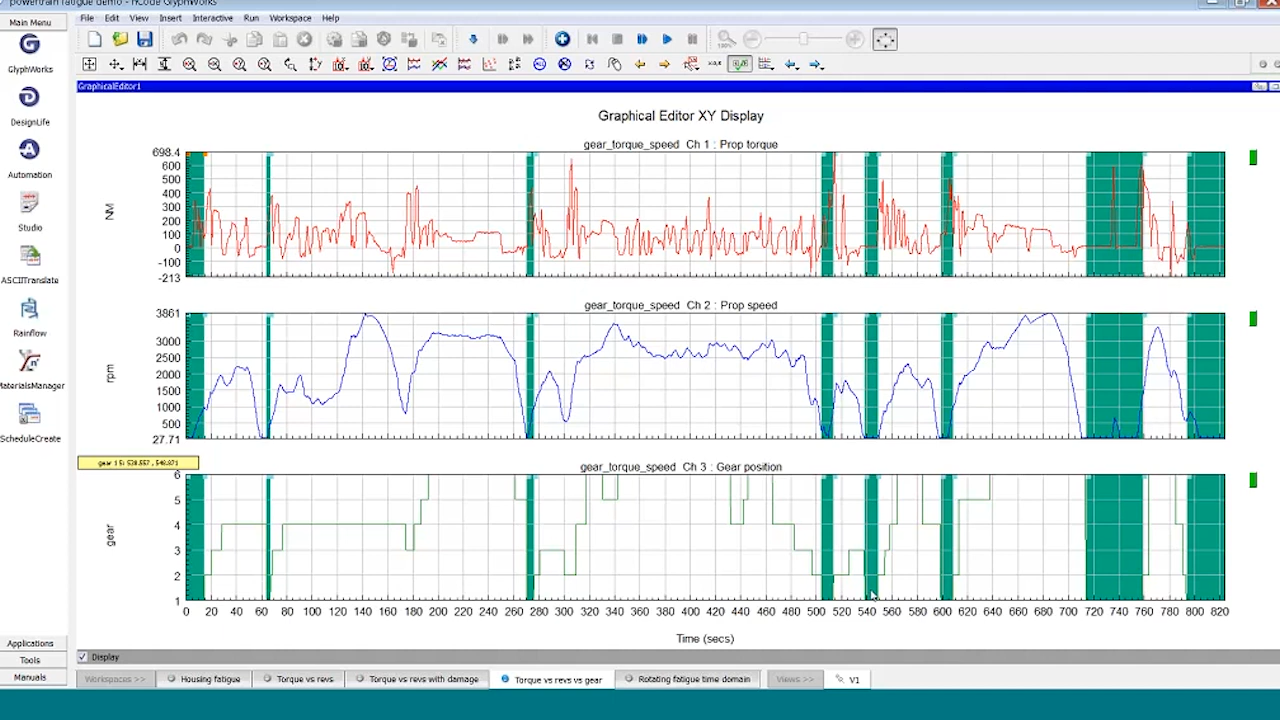 powertrain fatigue demo - nCode GlyphWorks
Main Menu
File Edit View Insert Interactive Run Workspace Help
GlyphWorks
DesignLife
Automation
Studio
ASCIITranslate
Rainflow
MaterialsManager
ScheduleCreate
Applications
Tools
Manuals
100%
GraphicalEditor1
Graphical Editor XY Display
gear_torque_speed Ch 1 : Prop torque
698.4
600
500
400
300
200
100
0
-100
-213
NM
gear_torque_speed Ch 2 : Prop speed
3861
3000
2500
2000
1500
1000
500
27.71
rpm
gear_torque_speed Ch 3 : Gear position
6
5
4
3
2
1
gear
0 20 40 60 80 100 120 140 160 180 200 220 240 260 280 300 320 340 360 380 400 420 440 460 480 500 520 540 560 580 600 620 640 660 680 700 720 740 760 780 800 820
Time (secs)
Display
Workspaces >> Housing fatigue Torque vs revs Torque vs revs with damage Torque vs revs vs gear Rotating fatigue time domain Views >> V1